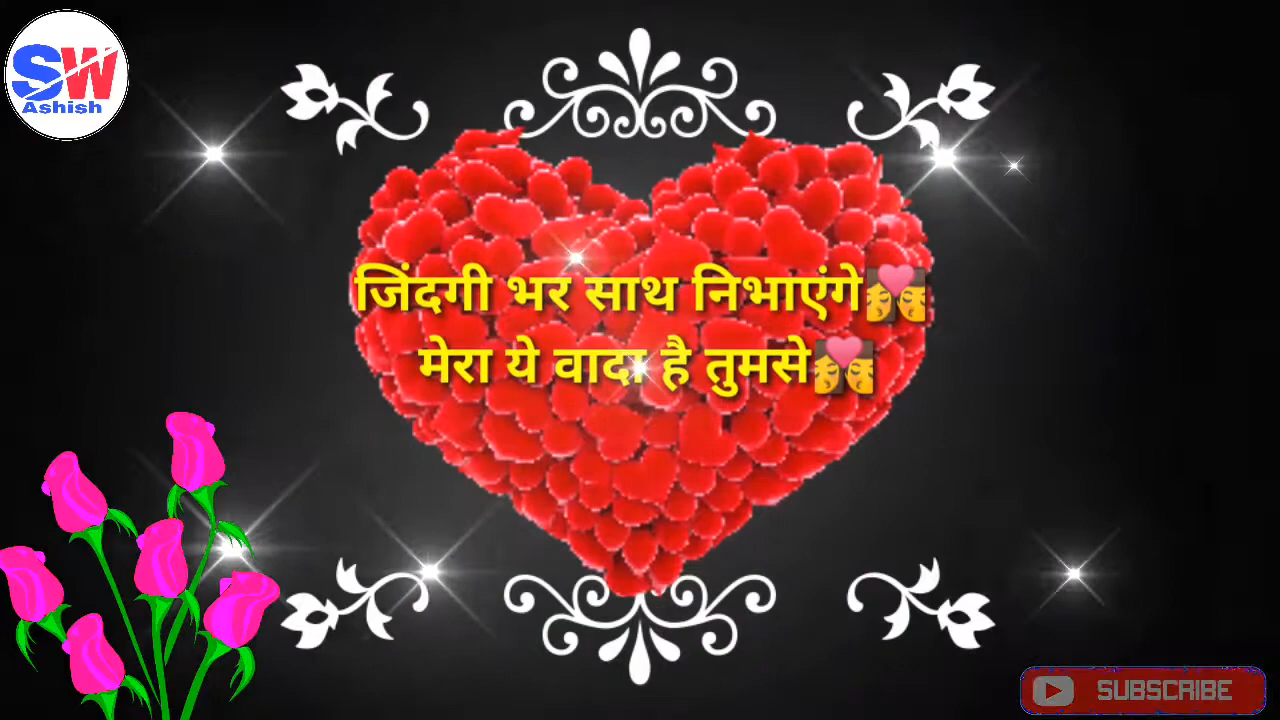 SW
Ashish
जिंदगी भर साथ निभाएंगे💏
मेरा ये वादा है तुमसे💏
SUBSCRIBE